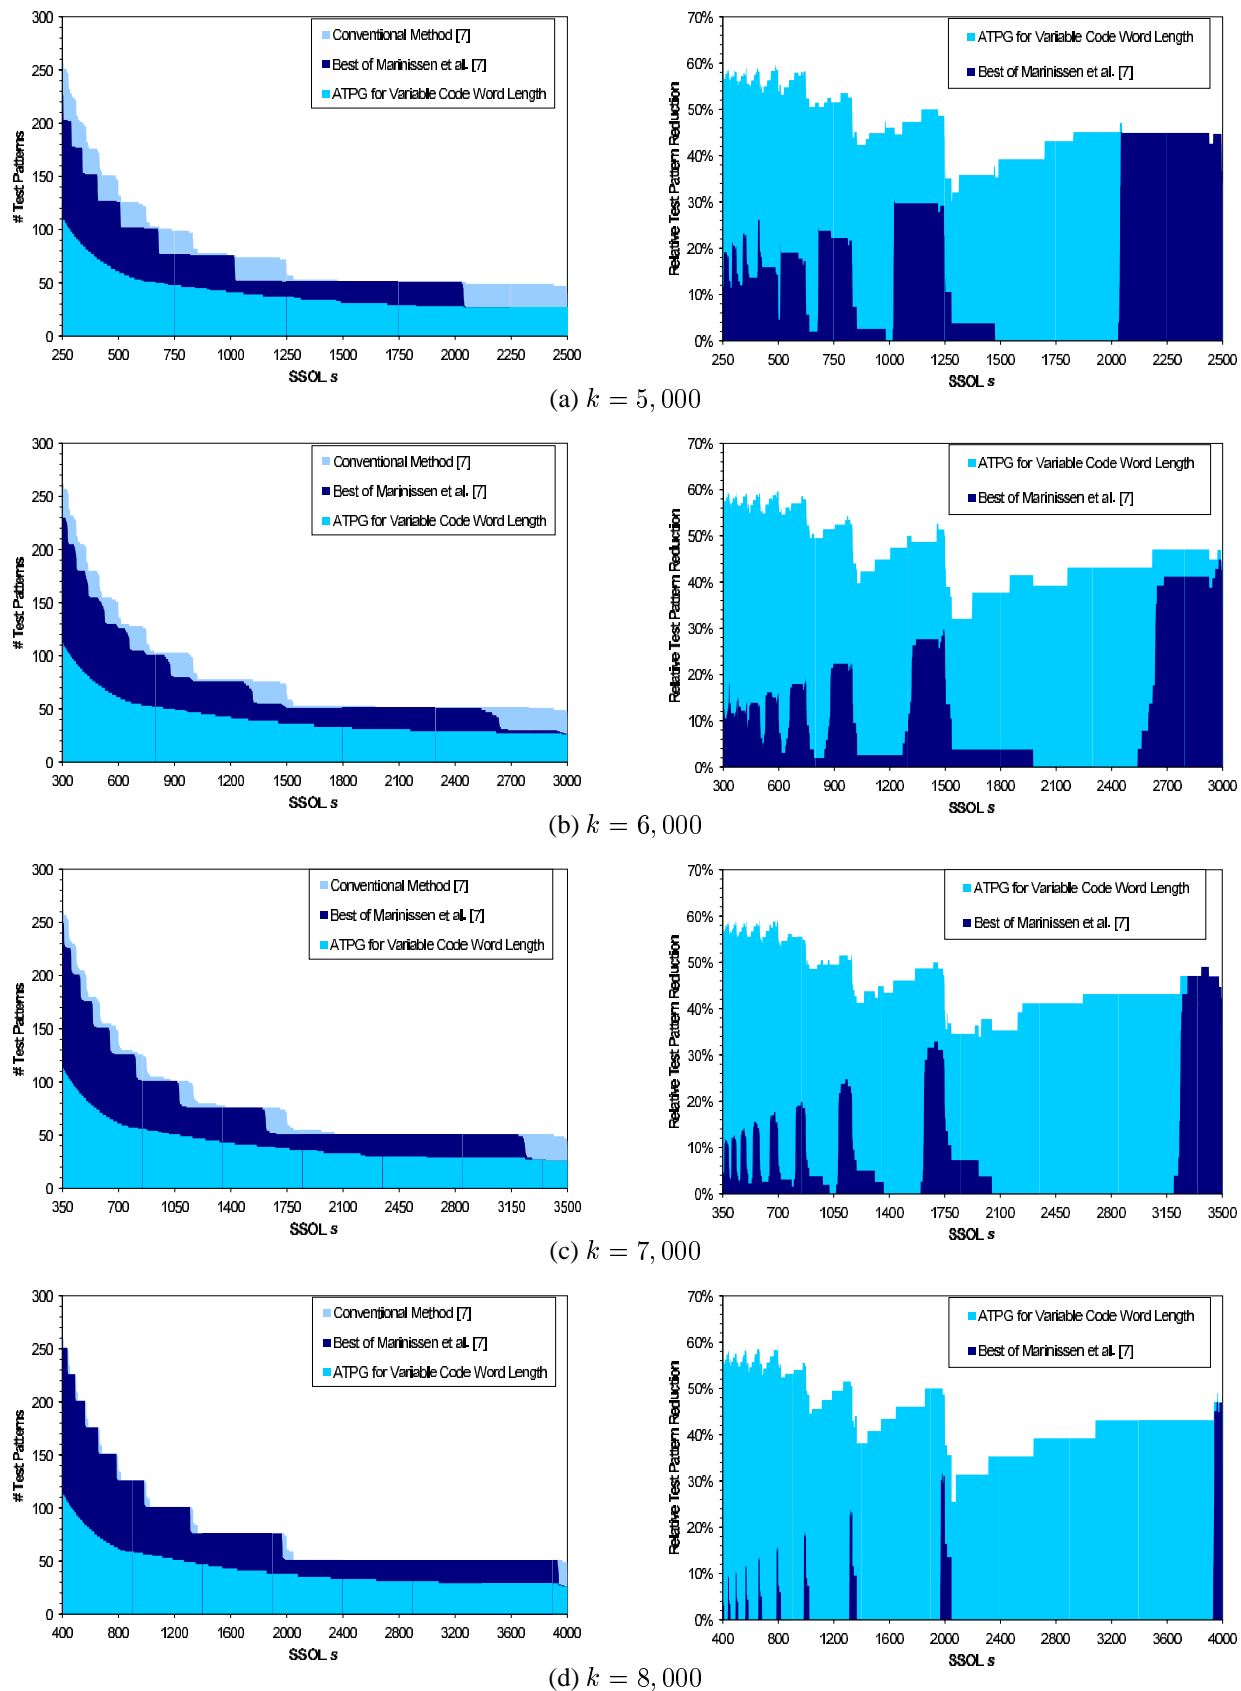 300
250
200
150
100
50
0
# Test Patterns
Conventional Method [7]
Best of Marinissen et al. [7]
ATPG for Variable Code Word Length
250 500 750 1000 1250 1500 1750 2000 2250 2500
SSOL s
70%
60%
50%
40%
30%
20%
10%
0%
Relative Test Pattern Reduction
ATPG for Variable Code Word Length
Best of Marinissen et al. [7]
250 500 750 1000 1250 1500 1750 2000 2250 2500
SSOL s
(a) k = 5, 000
300
250
200
150
100
50
0
# Test Patterns
Conventional Method [7]
Best of Marinissen et al. [7]
ATPG for Variable Code Word Length
300 600 900 1200 1500 1800 2100 2400 2700 3000
SSOL s
70%
60%
50%
40%
30%
20%
10%
0%
Relative Test Pattern Reduction
ATPG for Variable Code Word Length
Best of Marinissen et al. [7]
300 600 900 1200 1500 1800 2100 2400 2700 3000
SSOL s
(b) k = 6, 000
300
250
200
150
100
50
0
# Test Patterns
Conventional Method [7]
Best of Marinissen et al. [7]
ATPG for Variable Code Word Length
350 700 1050 1400 1750 2100 2450 2800 3150 3500
SSOL s
70%
60%
50%
40%
30%
20%
10%
0%
Relative Test Pattern Reduction
ATPG for Variable Code Word Length
Best of Marinissen et al. [7]
350 700 1050 1400 1750 2100 2450 2800 3150 3500
SSOL s
(c) k = 7, 000
300
250
200
150
100
50
0
# Test Patterns
Conventional Method [7]
Best of Marinissen et al. [7]
ATPG for Variable Code Word Length
400 800 1200 1600 2000 2400 2800 3200 3600 4000
SSOL s
70%
60%
50%
40%
30%
20%
10%
0%
Relative Test Pattern Reduction
ATPG for Variable Code Word Length
Best of Marinissen et al. [7]
400 800 1200 1600 2000 2400 2800 3200 3600 4000
SSOL s
(d) k = 8, 000